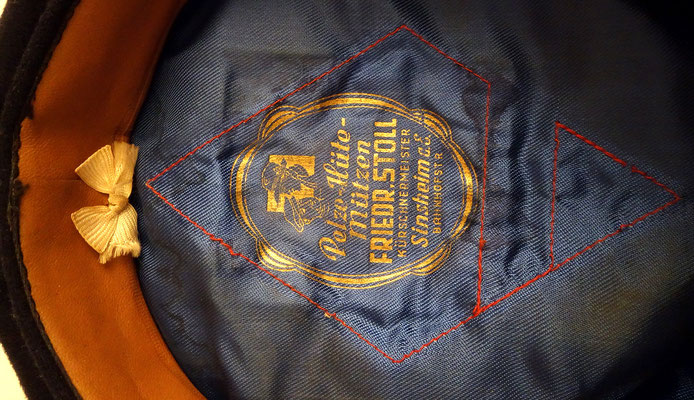 Pelze-Hüte-
Mützen
FRIEDR. STOLL
KÜRSCHNERMEISTER
Sinsheim a. E.
BAHNHOFSTR.